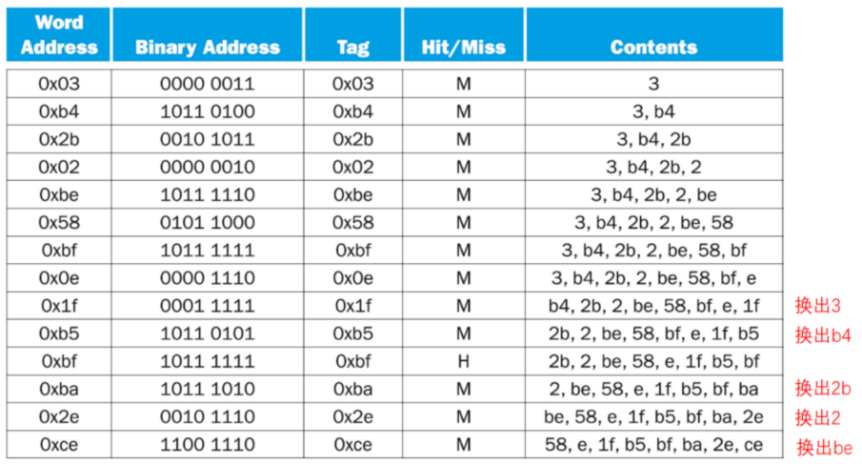 Word Address Binary Address Tag Hit/Miss Contents
0x03 0000 0011 0x03 M 3
0xb4 1011 0100 0xb4 M 3, b4
0x2b 0010 1011 0x2b M 3, b4, 2b
0x02 0000 0010 0x02 M 3, b4, 2b, 2
0xbe 1011 1110 0xbe M 3, b4, 2b, 2, be
0x58 0101 1000 0x58 M 3, b4, 2b, 2, be, 58
0xbf 1011 1111 0xbf M 3, b4, 2b, 2, be, 58, bf
0x0e 0000 1110 0x0e M 3, b4, 2b, 2, be, 58, bf, e
0x1f 0001 1111 0x1f M b4, 2b, 2, be, 58, bf, e, 1f 换出3
0xb5 1011 0101 0xb5 M 2b, 2, be, 58, bf, e, 1f, b5 换出b4
0xbf 1011 1111 0xbf H 2b, 2, be, 58, e, 1f, b5, bf
0xba 1011 1010 0xba M 2, be, 58, e, 1f, b5, bf, ba 换出2b
0x2e 0010 1110 0x2e M be, 58, e, 1f, b5, bf, ba, 2e 换出2
0xce 1100 1110 0xce M 58, e, 1f, b5, bf, ba, 2e, ce 换出be